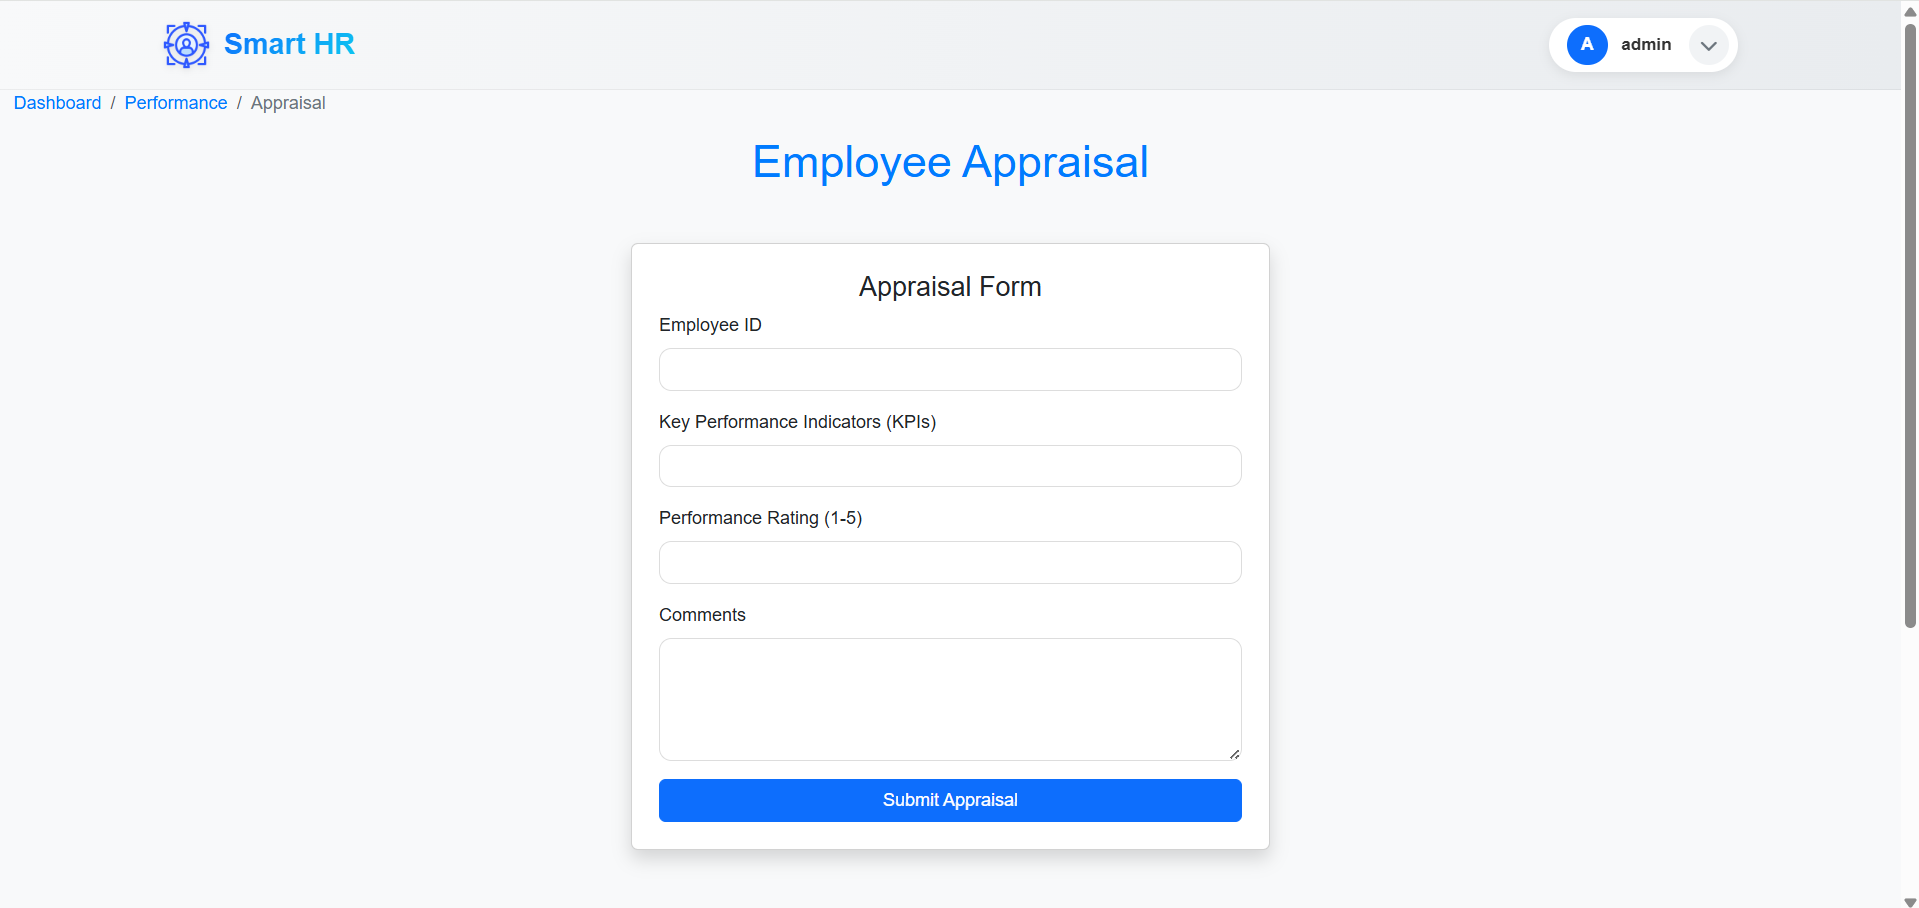 Smart HR
A admin
Dashboard / Performance / Appraisal
Employee Appraisal
Appraisal Form
Employee ID
Key Performance Indicators (KPIs)
Performance Rating (1-5)
Comments
Submit Appraisal